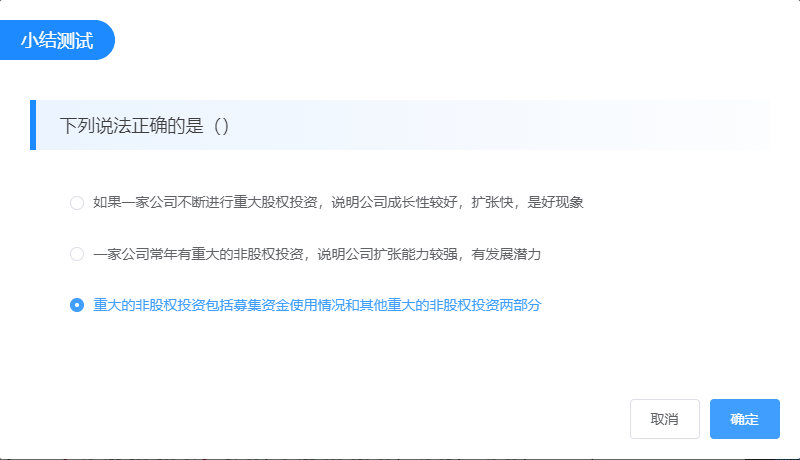 小结测试
下列说法正确的是（）
如果一家公司不断进行重大股权投资，说明公司成长性较好，扩张快，是好现象
一家公司常年有重大的非股权投资，说明公司扩张能力较强，有发展潜力
重大的非股权投资包括募集资金使用情况和其他重大的非股权投资两部分
取消 确定